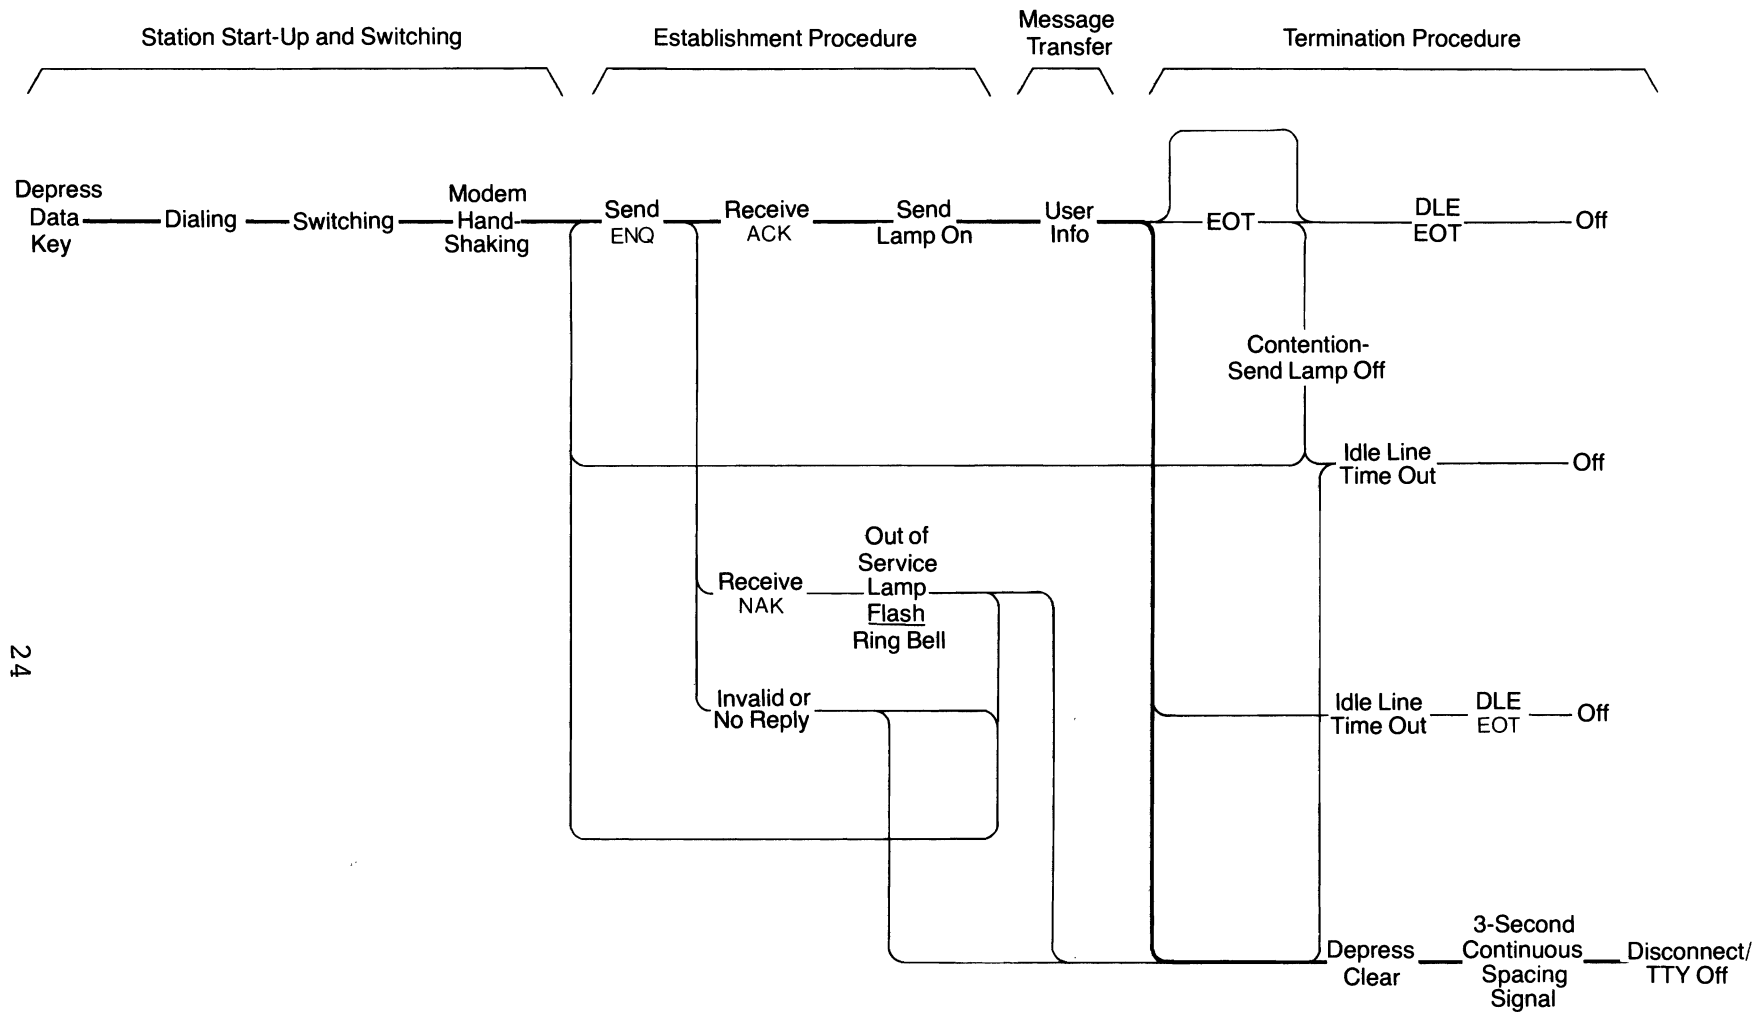 Station Start-Up and Switching
Establishment Procedure
Message
Transfer
Termination Procedure
Depress
Data
Key
Dialing
Switching
Modem
Hand-
Shaking
Send
ENQ
Receive
ACK
Send
Lamp On
User
Info
EOT
DLE
EOT
Off
Contention-
Send Lamp Off
Idle Line
Time Out
Off
Receive
NAK
Out of
Service
Lamp
Flash
Ring Bell
Invalid or
No Reply
Idle Line
Time Out
DLE
EOT
Off
Depress
Clear
3-Second
Continuous
Spacing
Signal
Disconnect/
TTY Off
24